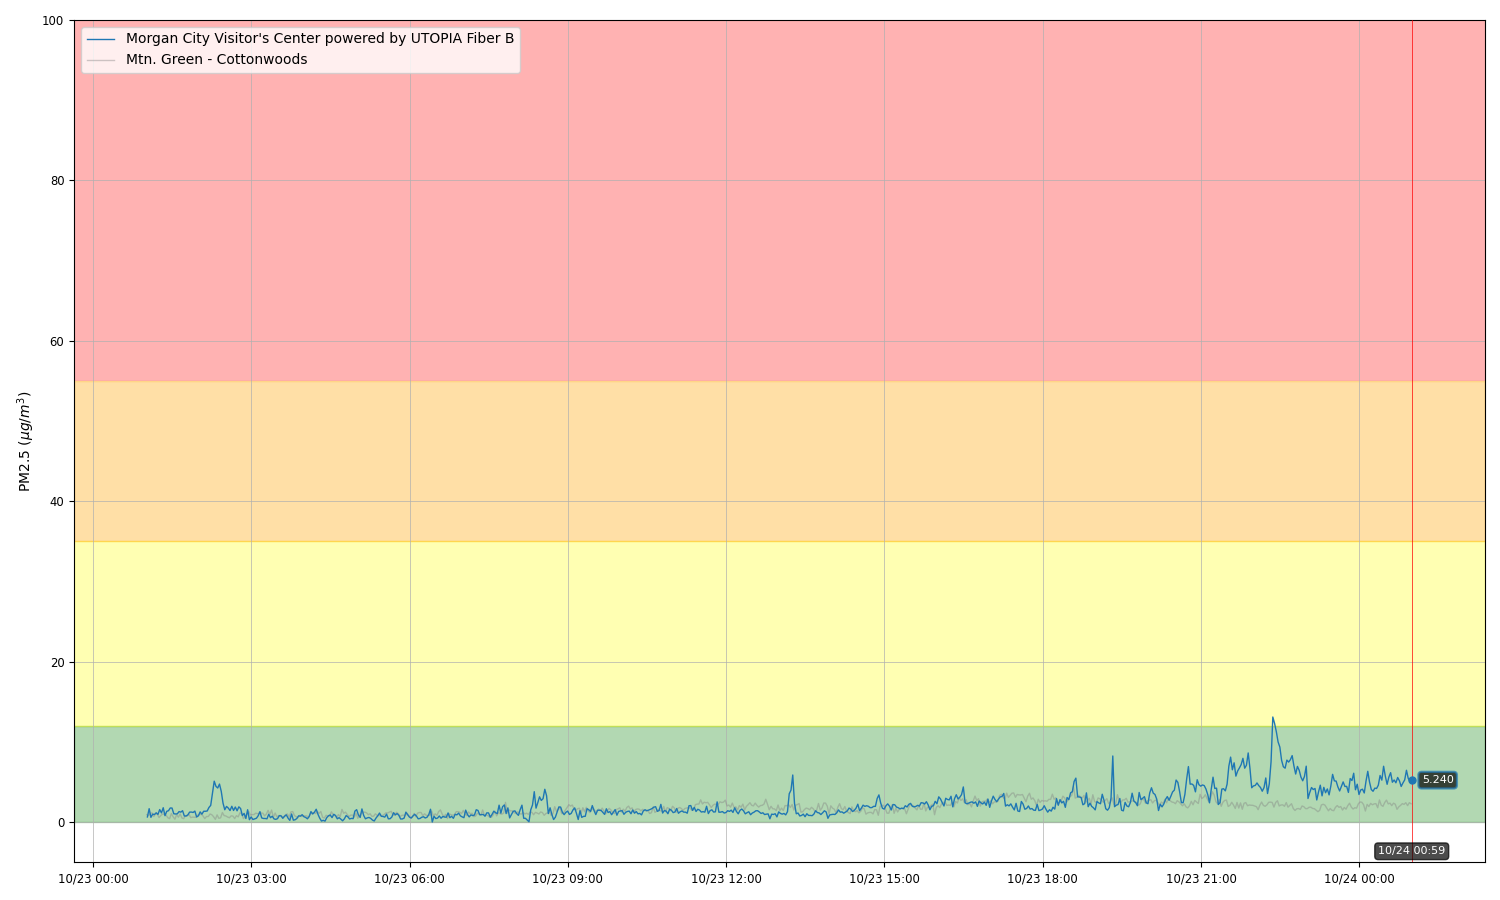 100
Morgan City Visitor's Center powered by UTOPIA Fiber B
Mtn. Green - Cottonwoods
80
60
PM2.5 (μg/m³)
40
20
5.240
0
10/24 00:59
10/23 00:00 10/23 03:00 10/23 06:00 10/23 09:00 10/23 12:00 10/23 15:00 10/23 18:00 10/23 21:00 10/24 00:00